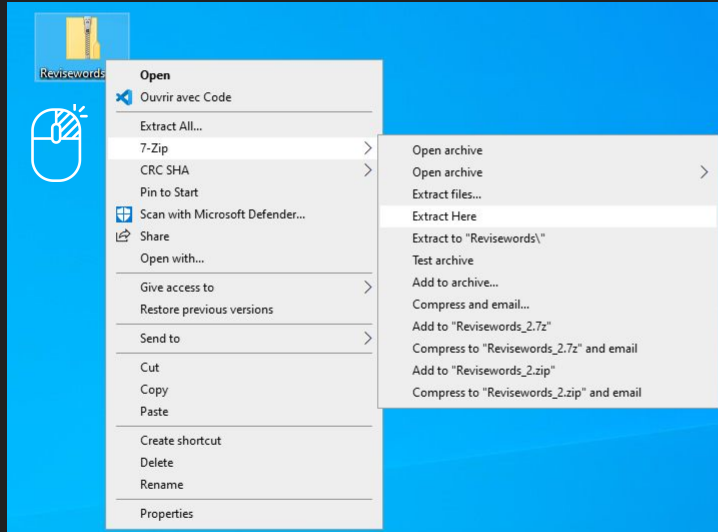 Revisewords
Open
Ouvrir avec Code
Extract All...
7-Zip
CRC SHA
Pin to Start
Scan with Microsoft Defender...
Share
Open with...
Give access to
Restore previous versions
Send to
Cut
Copy
Paste
Create shortcut
Delete
Rename
Properties
Open archive
Open archive
Extract files...
Extract Here
Extract to "Revisewords\"
Test archive
Add to archive...
Compress and email...
Add to "Revisewords_2.7z"
Compress to "Revisewords_2.7z" and email
Add to "Revisewords_2.zip"
Compress to "Revisewords_2.zip" and email